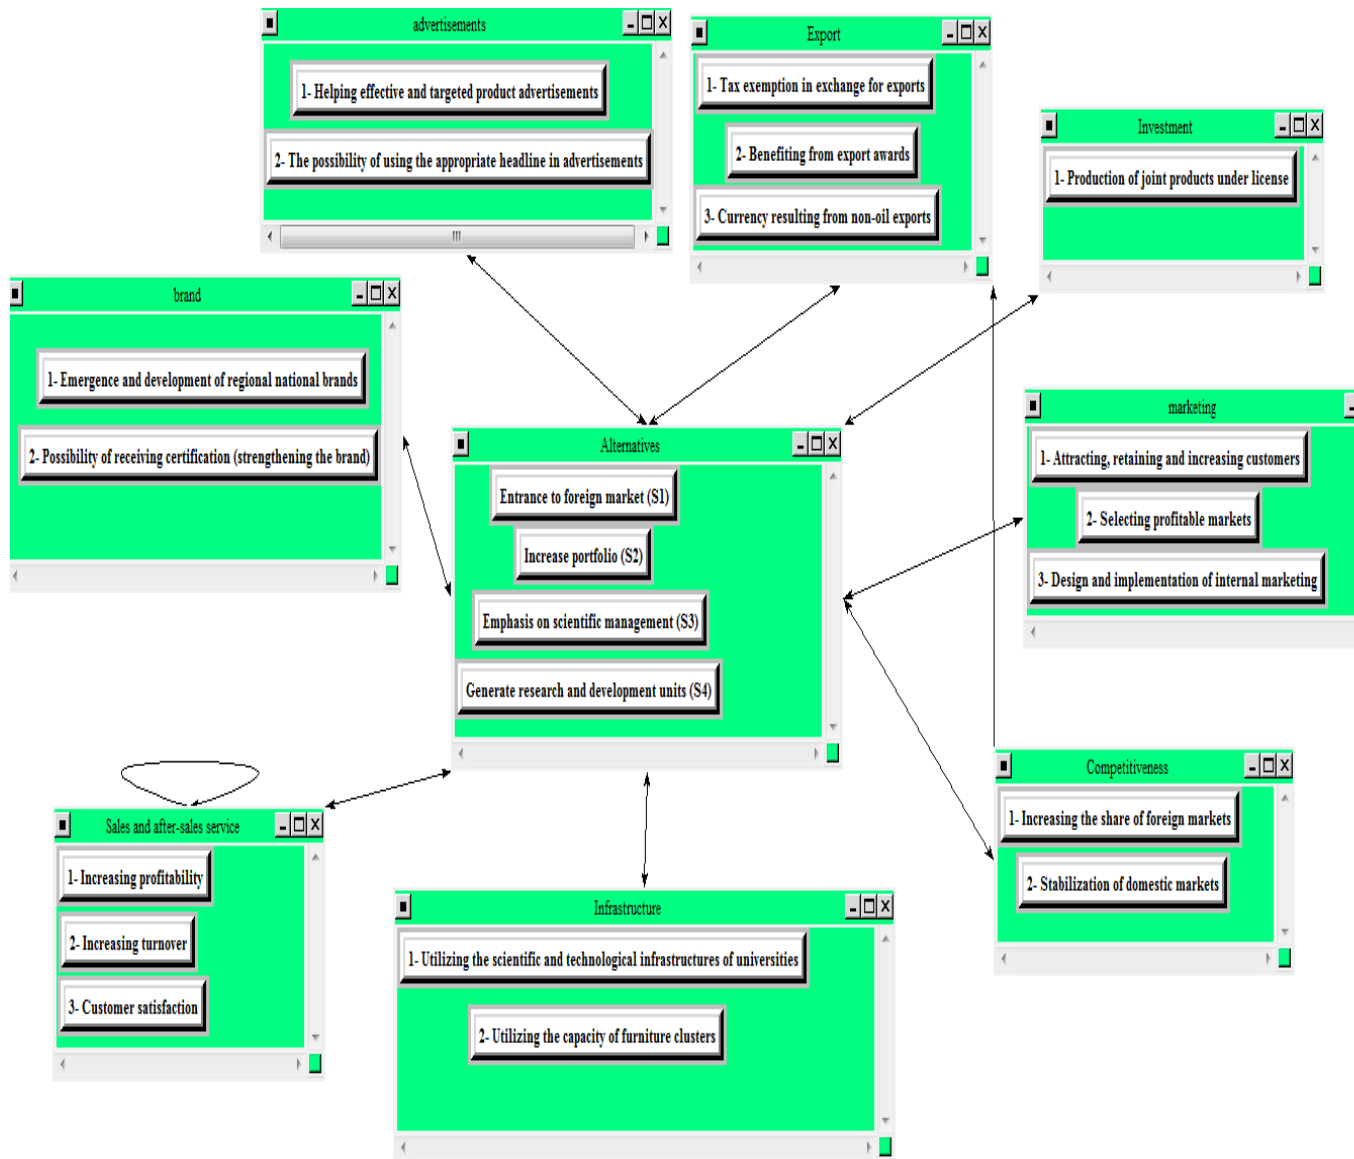 advertisements
1- Helping effective and targeted product advertisements
2- The possibility of using the appropriate headline in advertisements
Export
1- Tax exemption in exchange for exports
2- Benefiting from export awards
3- Currency resulting from non-oil exports
Investment
1- Production of joint products under license
brand
1- Emergence and development of regional national brands
2- Possibility of receiving certification (strengthening the brand)
Alternatives
Entrance to foreign market (S1)
Increase portfolio (S2)
Emphasis on scientific management (S3)
Generate research and development units (S4)
marketing
1- Attracting, retaining and increasing customers
2- Selecting profitable markets
3- Design and implementation of internal marketing
Sales and after-sales service
1- Increasing profitability
2- Increasing turnover
3- Customer satisfaction
Infrastructure
1- Utilizing the scientific and technological infrastructures of universities
2- Utilizing the capacity of furniture clusters
Competitiveness
1- Increasing the share of foreign markets
2- Stabilization of domestic markets